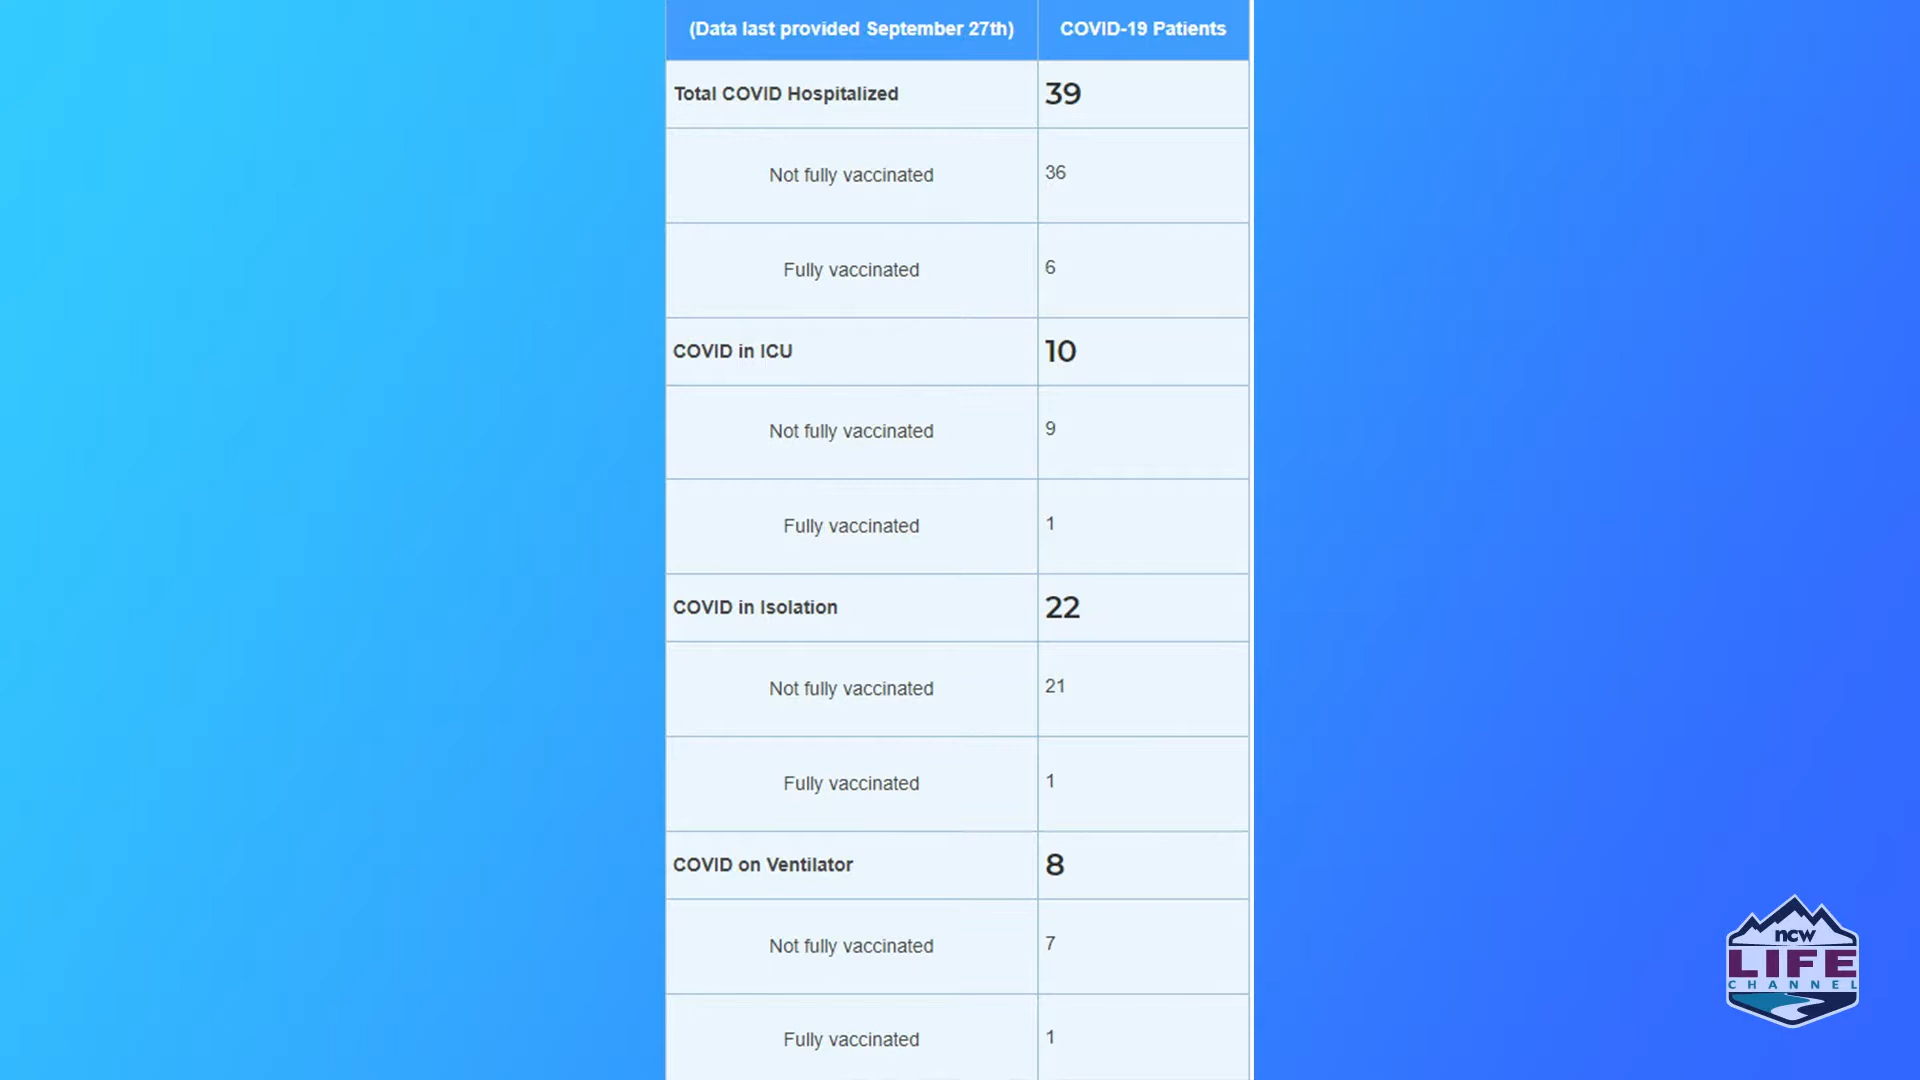 (Data last provided September 27th) COVID-19 Patients
Total COVID Hospitalized 39
Not fully vaccinated 36
Fully vaccinated 6
COVID in ICU 10
Not fully vaccinated 9
Fully vaccinated 1
COVID in Isolation 22
Not fully vaccinated 21
Fully vaccinated 1
COVID on Ventilator 8
Not fully vaccinated 7
Fully vaccinated 1
ncw
LIFE
CHANNEL